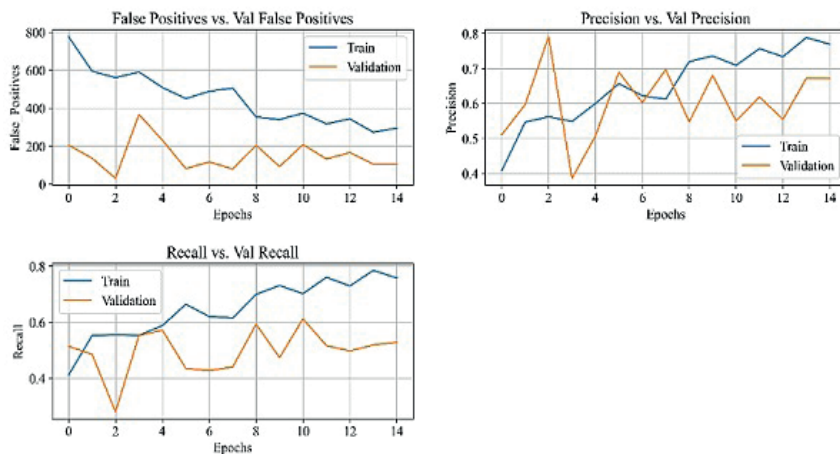 False Positives vs. Val False Positives
800
600
400
200
0
False Positives
Train
Validation
0 2 4 6 8 10 12 14
Epochs
Precision vs. Val Precision
0.8
0.7
0.6
0.5
0.4
Precision
Train
Validation
0 2 4 6 8 10 12 14
Epochs
Recall vs. Val Recall
0.8
0.6
0.4
Recall
Train
Validation
0 2 4 6 8 10 12 14
Epochs